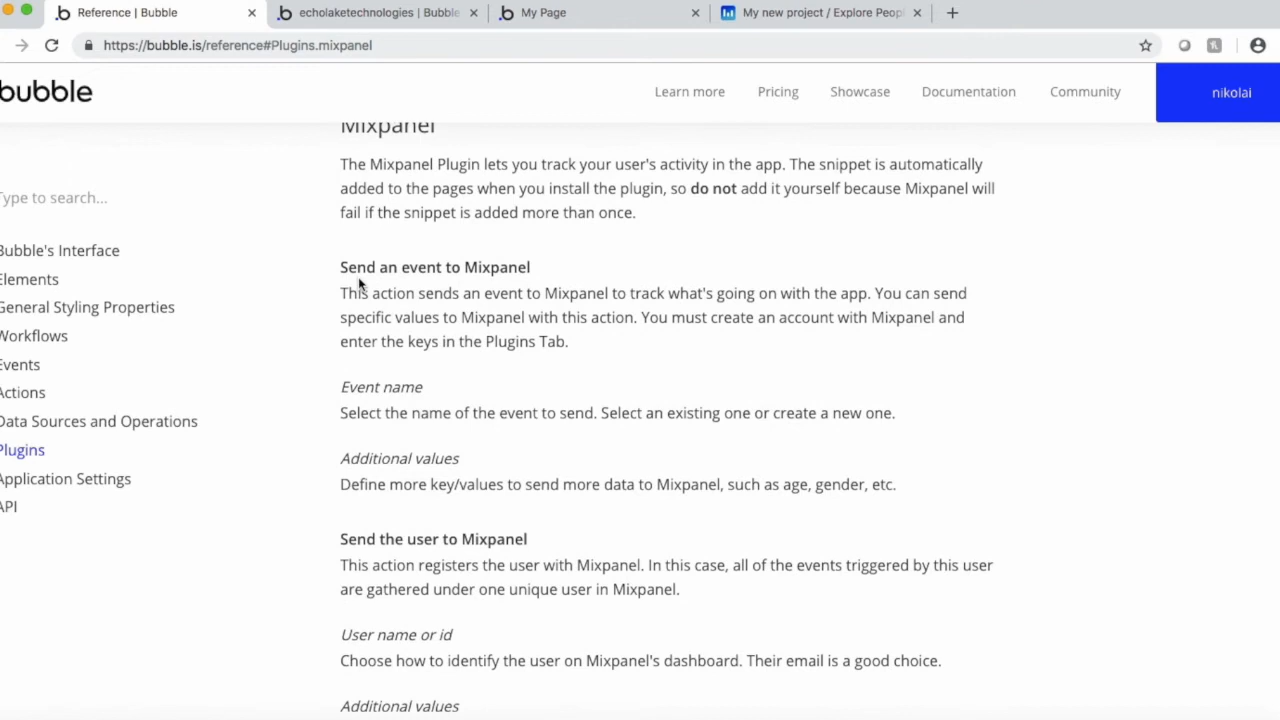 Reference | Bubble
echolaketechnologies | Bubble
My Page
My new project / Explore Peopl
https://bubble.is/reference#Plugins.mixpanel
bubble
Learn more
Pricing
Showcase
Documentation
Community
nikolai
Mixpanel
The Mixpanel Plugin lets you track your user's activity in the app. The snippet is automatically
added to the pages when you install the plugin, so do not add it yourself because Mixpanel will
fail if the snippet is added more than once.
Type to search...
Bubble's Interface
Elements
General Styling Properties
Workflows
Events
Actions
Data Sources and Operations
Plugins
Application Settings
API
Send an event to Mixpanel
This action sends an event to Mixpanel to track what's going on with the app. You can send
specific values to Mixpanel with this action. You must create an account with Mixpanel and
enter the keys in the Plugins Tab.
Event name
Select the name of the event to send. Select an existing one or create a new one.
Additional values
Define more key/values to send more data to Mixpanel, such as age, gender, etc.
Send the user to Mixpanel
This action registers the user with Mixpanel. In this case, all of the events triggered by this user
are gathered under one unique user in Mixpanel.
User name or id
Choose how to identify the user on Mixpanel's dashboard. Their email is a good choice.
Additional values